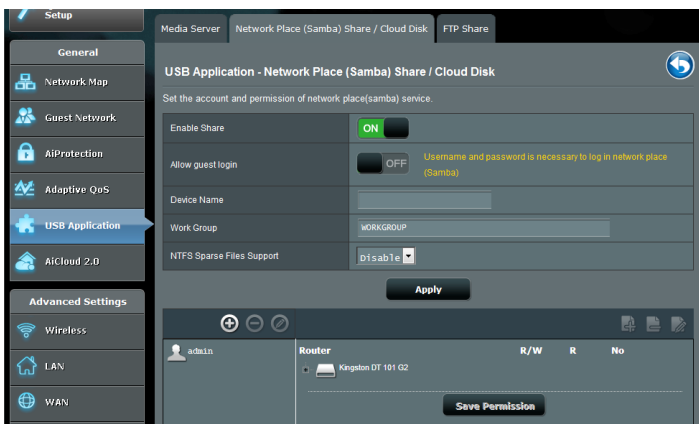 Setup
General
Network Map
Guest Network
AiProtection
Adaptive QoS
USB Application
AiCloud 2.0
Advanced Settings
Wireless
LAN
WAN
Media Server
Network Place (Samba) Share / Cloud Disk
FTP Share
USB Application - Network Place (Samba) Share / Cloud Disk
Set the account and permission of network place(samba) service.
Enable Share
ON
Allow guest login
OFF
Username and password is necessary to log in network place
(Samba)
Device Name
Work Group
WORKGROUP
NTFS Sparse Files Support
Disable
Apply
admin
Router
R/W
R
No
Kingston DT 101 G2
Save Permission